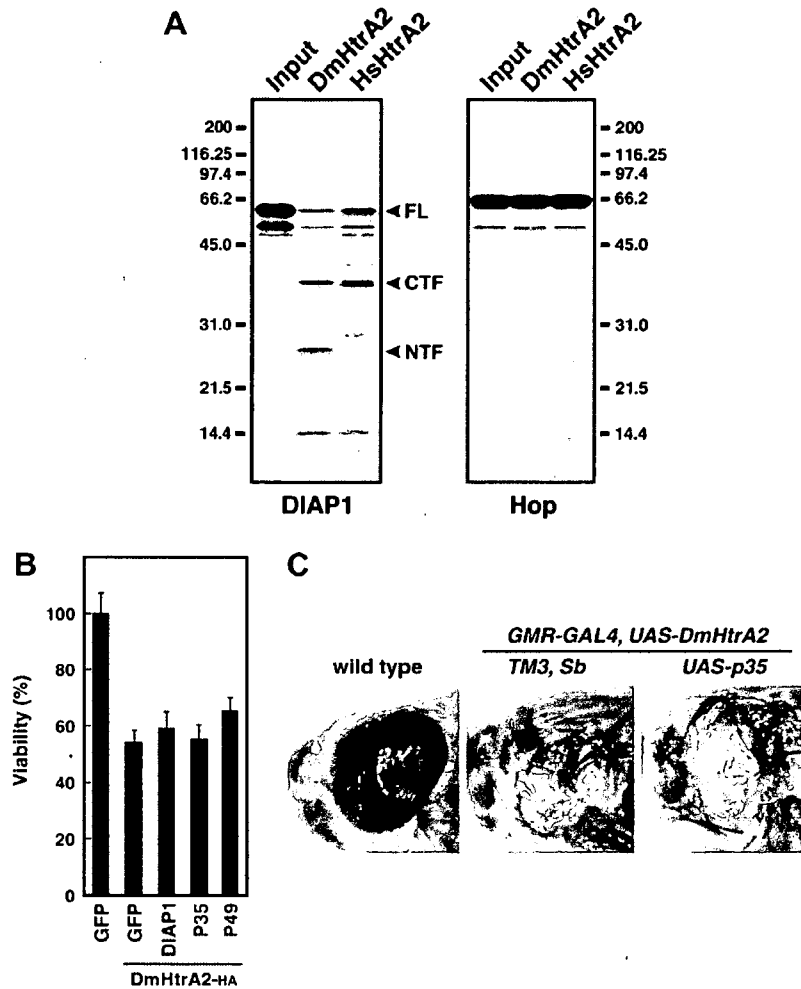 A
Input
DmHtrA2
HsHtrA2
Input
DmHtrA2
HsHtrA2
200
116.25
97.4
66.2
45.0
31.0
21.5
14.4
FL
CTF
NTF
200
116.25
97.4
66.2
45.0
31.0
21.5
14.4
DIAP1
Hop
B
Viability (%)
100
80
60
40
60
80
0
GFP
GFP
DIAP1
P35
P49
DmHtrA2-HA
C
GMR-GAL4, UAS-DmHtrA2
wild type
TM3, Sb
UAS-p35